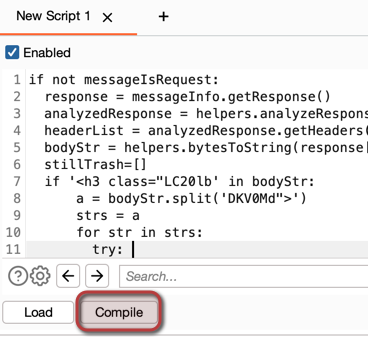 New Script 1 × +
Enabled
1 if not messageIsRequest:
2 response = messageInfo.getResponse()
3 analyzedResponse = helpers.analyzeRespons
4 headerList = analyzedResponse.getHeaders(
5 bodyStr = helpers.bytesToString(response[
6 stillTrash=[]
7 if '<h3 class="LC20lb' in bodyStr:
8 a = bodyStr.split('DKV0Md">')
9 strs = a
10 for str in strs:
11 try:
Search...
Load Compile